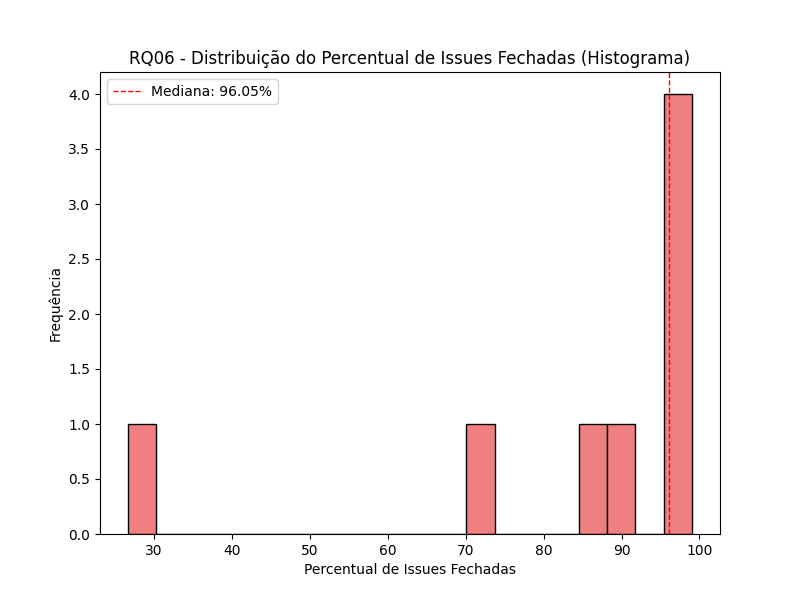 RQ06 - Distribuição do Percentual de Issues Fechadas (Histograma)
Mediana: 96.05%
4.0
3.5
3.0
2.5
2.0
1.5
1.0
0.5
0.0
Frequência
30 40 50 60 70 80 90 100
Percentual de Issues Fechadas